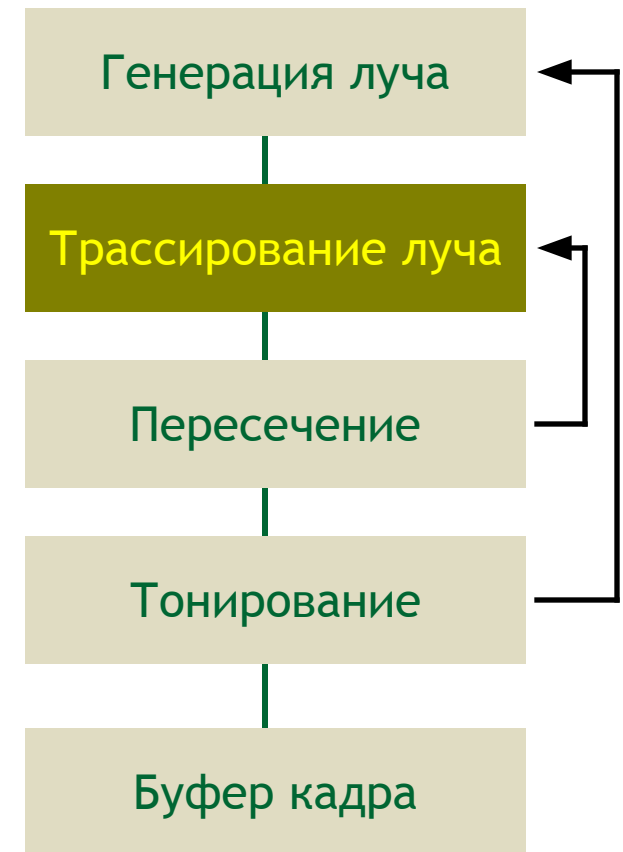 Генерация луча
Трассирование луча
Пересечение
Тонирование
Буфер кадра